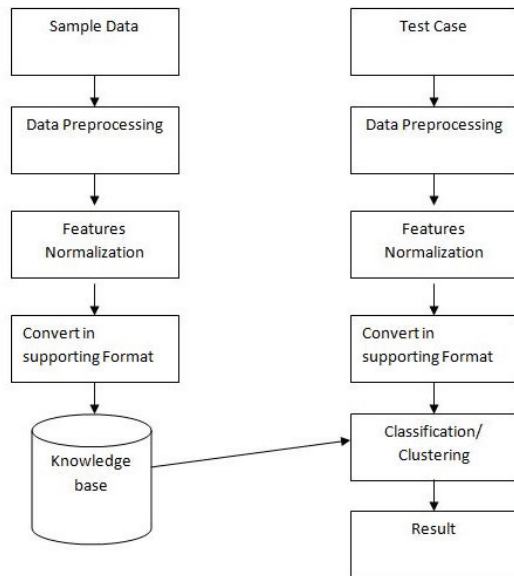 Sample Data
Data Preprocessing
Features
Normalization
Convert in
supporting Format
Knowledge
base
Test Case
Data Preprocessing
Features
Normalization
Convert in
supporting Format
Classification/
Clustering
Result